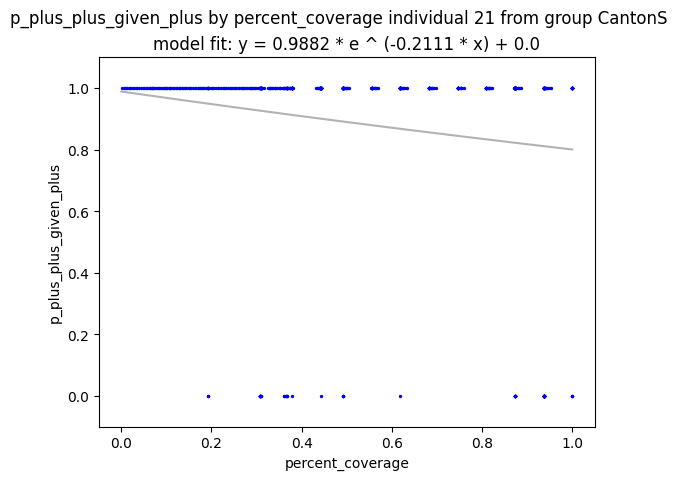 p_plus_plus_given_plus by percent_coverage individual 21 from group CantonS
model fit: y = 0.9882 * e ^ (-0.2111 * x) + 0.0
1.0
0.8
0.6
0.4
0.2
0.0
p_plus_plus_given_plus
0.0 0.2 0.4 0.6 0.8 1.0
percent_coverage